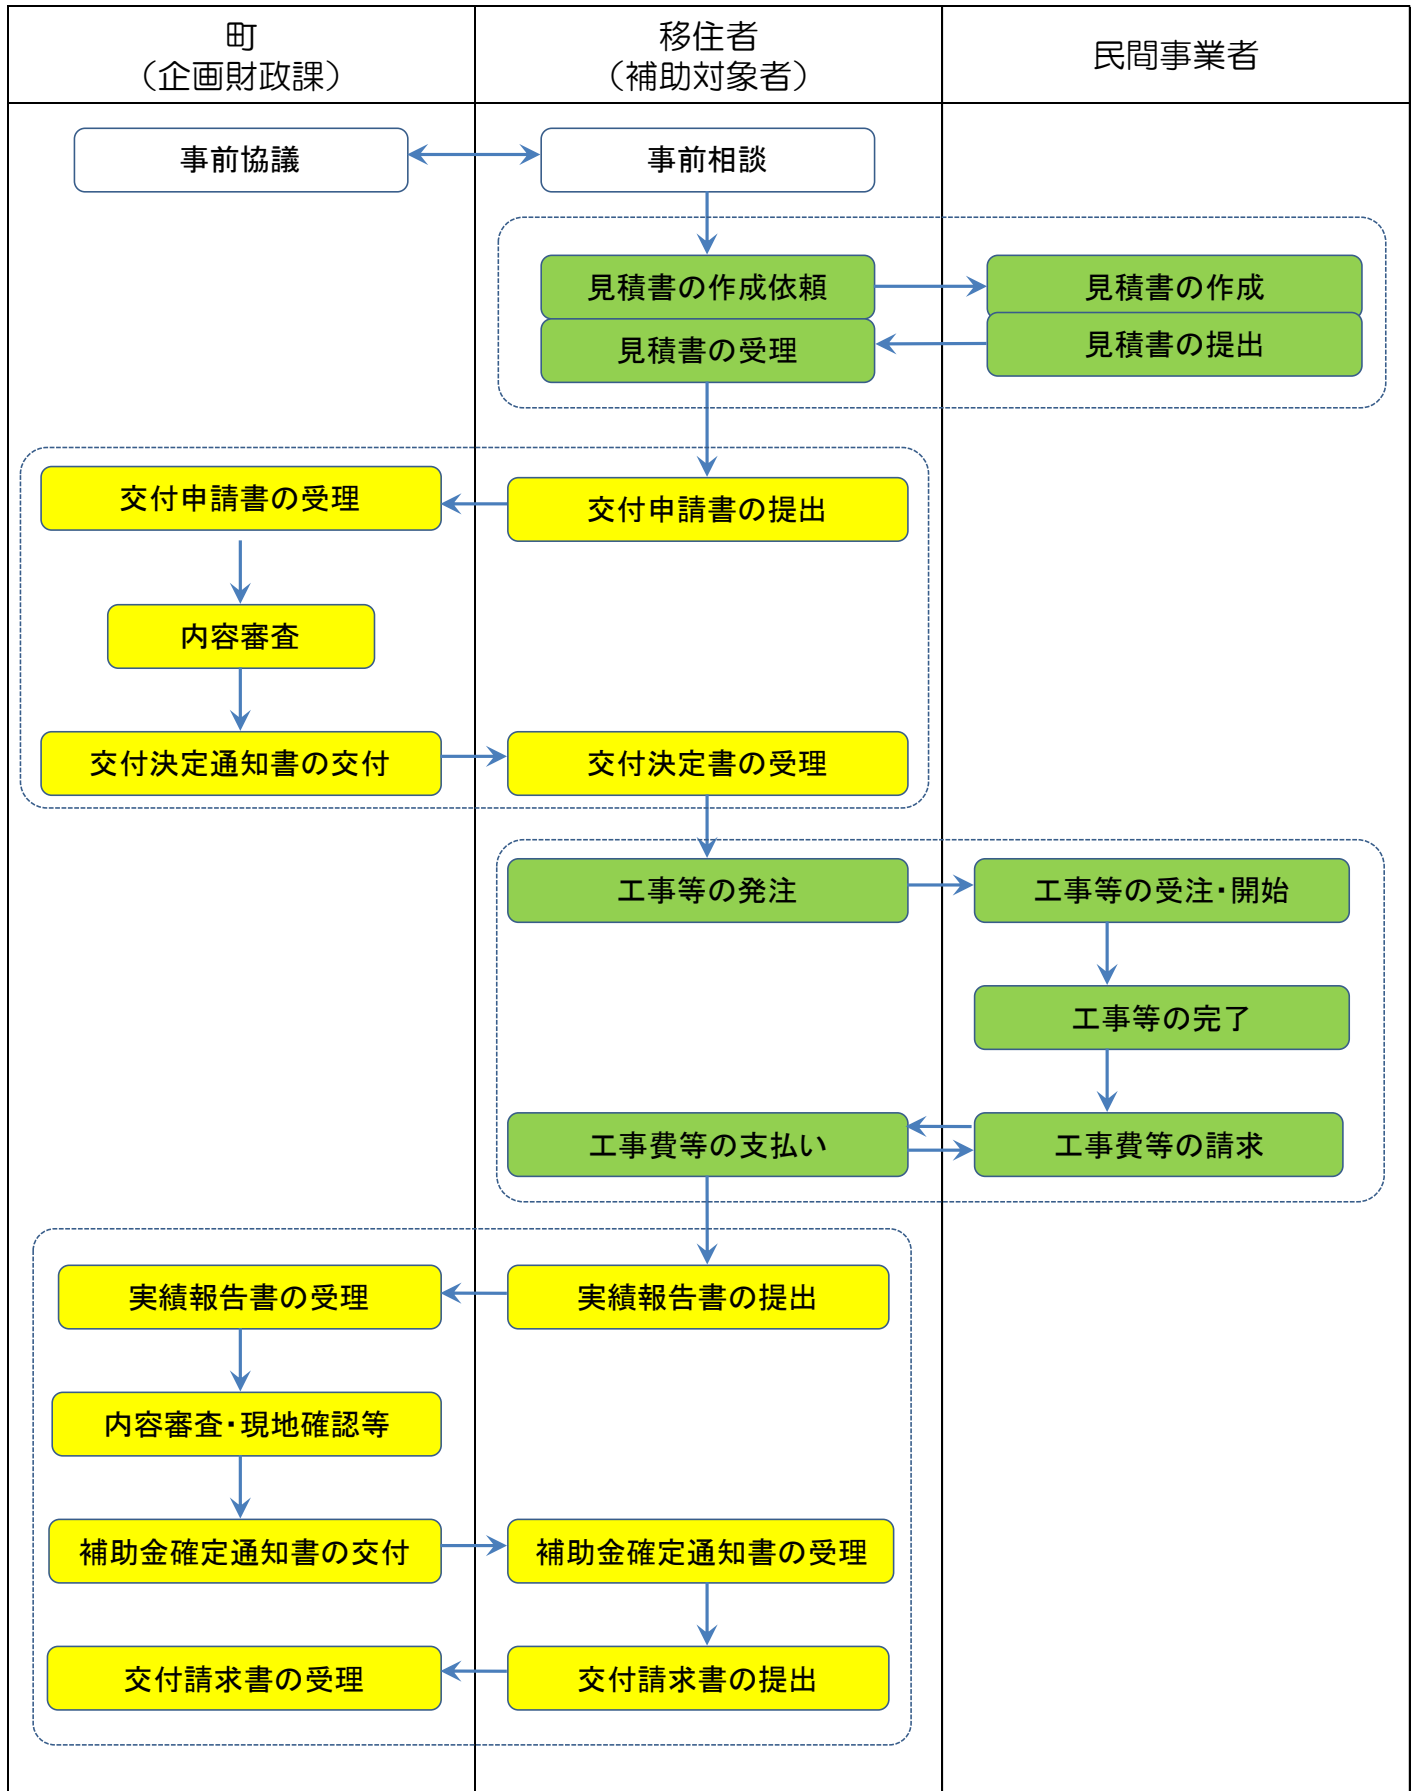 町
（企画財政課）
移住者
（補助対象者）
民間事業者
事前協議
事前相談
見積書の作成依頼
見積書の作成
見積書の受理
見積書の提出
交付申請書の受理
交付申請書の提出
内容審査
交付決定通知書の交付
交付決定書の受理
工事等の発注
工事等の受注・開始
工事等の完了
工事費等の支払い
工事費等の請求
実績報告書の受理
実績報告書の提出
内容審査・現地確認等
補助金確定通知書の交付
補助金確定通知書の受理
交付請求書の受理
交付請求書の提出